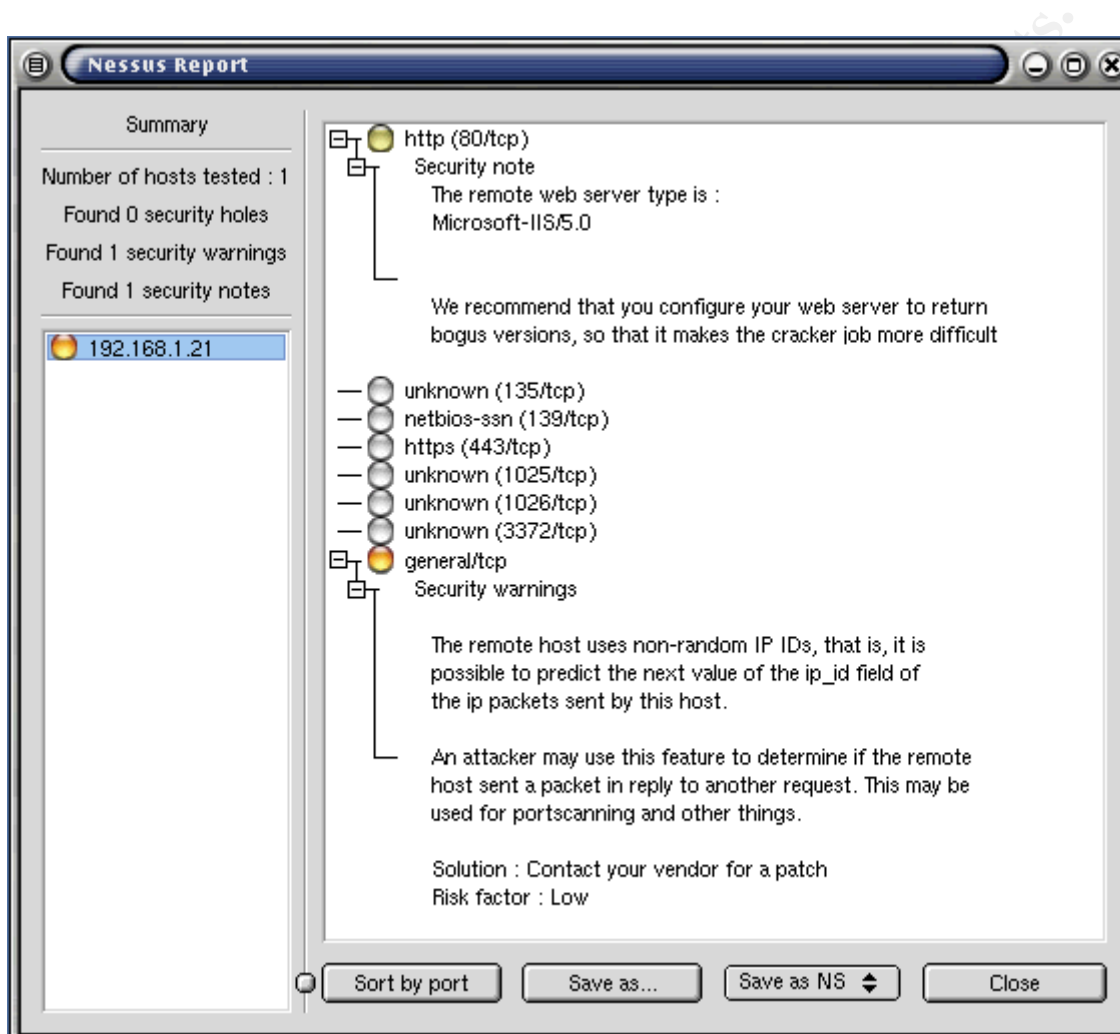 Nessus Report
Summary
Number of hosts tested : 1
Found 0 security holes
Found 1 security warnings
Found 1 security notes
192.168.1.21
http (80/tcp)
Security note
The remote web server type is :
Microsoft-IIS/5.0
We recommend that you configure your web server to return
bogus versions, so that it makes the cracker job more difficult
unknown (135/tcp)
netbios-ssn (139/tcp)
https (443/tcp)
unknown (1025/tcp)
unknown (1026/tcp)
unknown (3372/tcp)
general/tcp
Security warnings
The remote host uses non-random IP IDs, that is, it is
possible to predict the next value of the ip_id field of
the ip packets sent by this host.
An attacker may use this feature to determine if the remote
host sent a packet in reply to another request. This may be
used for portscanning and other things.
Solution : Contact your vendor for a patch
Risk factor : Low
Sort by port
Save as...
Save as NS
Close